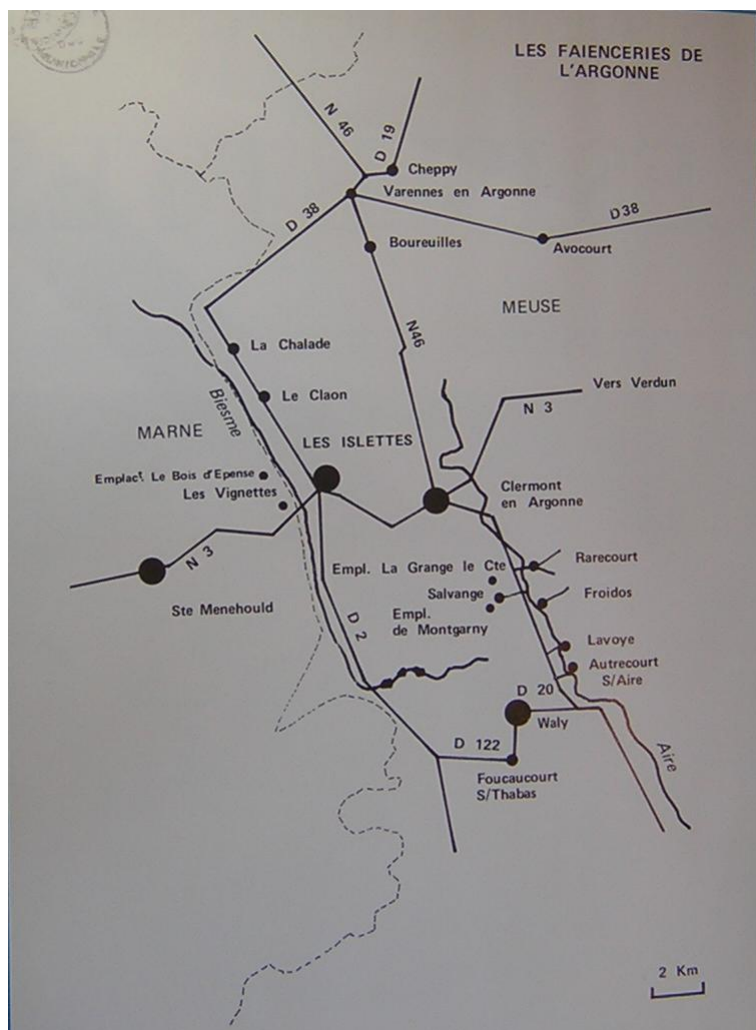 LES FAIENCERIES DE
L'ARGONNE
N 46
D 19
Cheppy
Varennes en Argonne
D 38
D38
Boureuilles
Avocourt
MEUSE
N46
La Chalade
Vers Verdun
Le Claon
N 3
Biesme
MARNE
LES ISLETTES
Emplact. Le Bois d'Epense
Les Vignettes
Clermont
en Argonne
N 3
Empl. La Grange le Cte
Rarecourt
Salvange
Froidos
Ste Menehould
Empl.
de Montgarny
D 2
Lavoye
Autrecourt
S/Aire
D 20
Waly
D 122
Aire
Foucaucourt
S/Thabas
2 Km